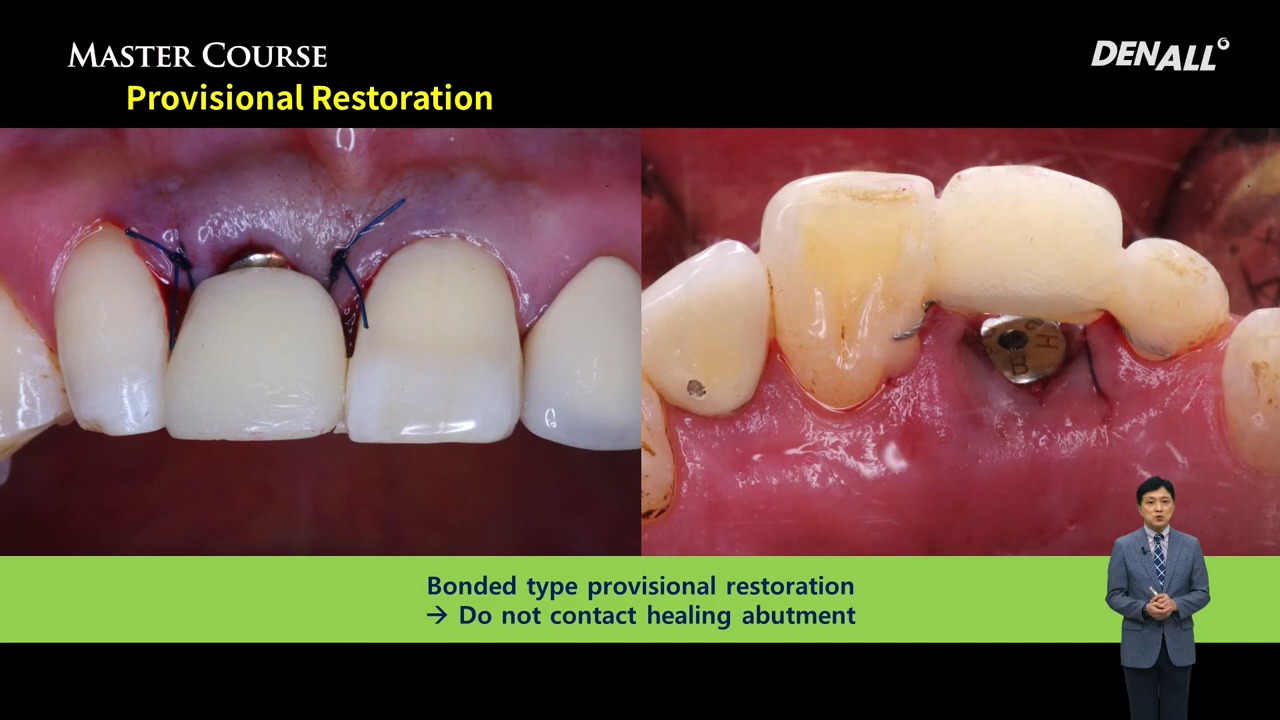 MASTER COURSE
DENALL
Provisional Restoration
Bonded type provisional restoration
→ Do not contact healing abutment